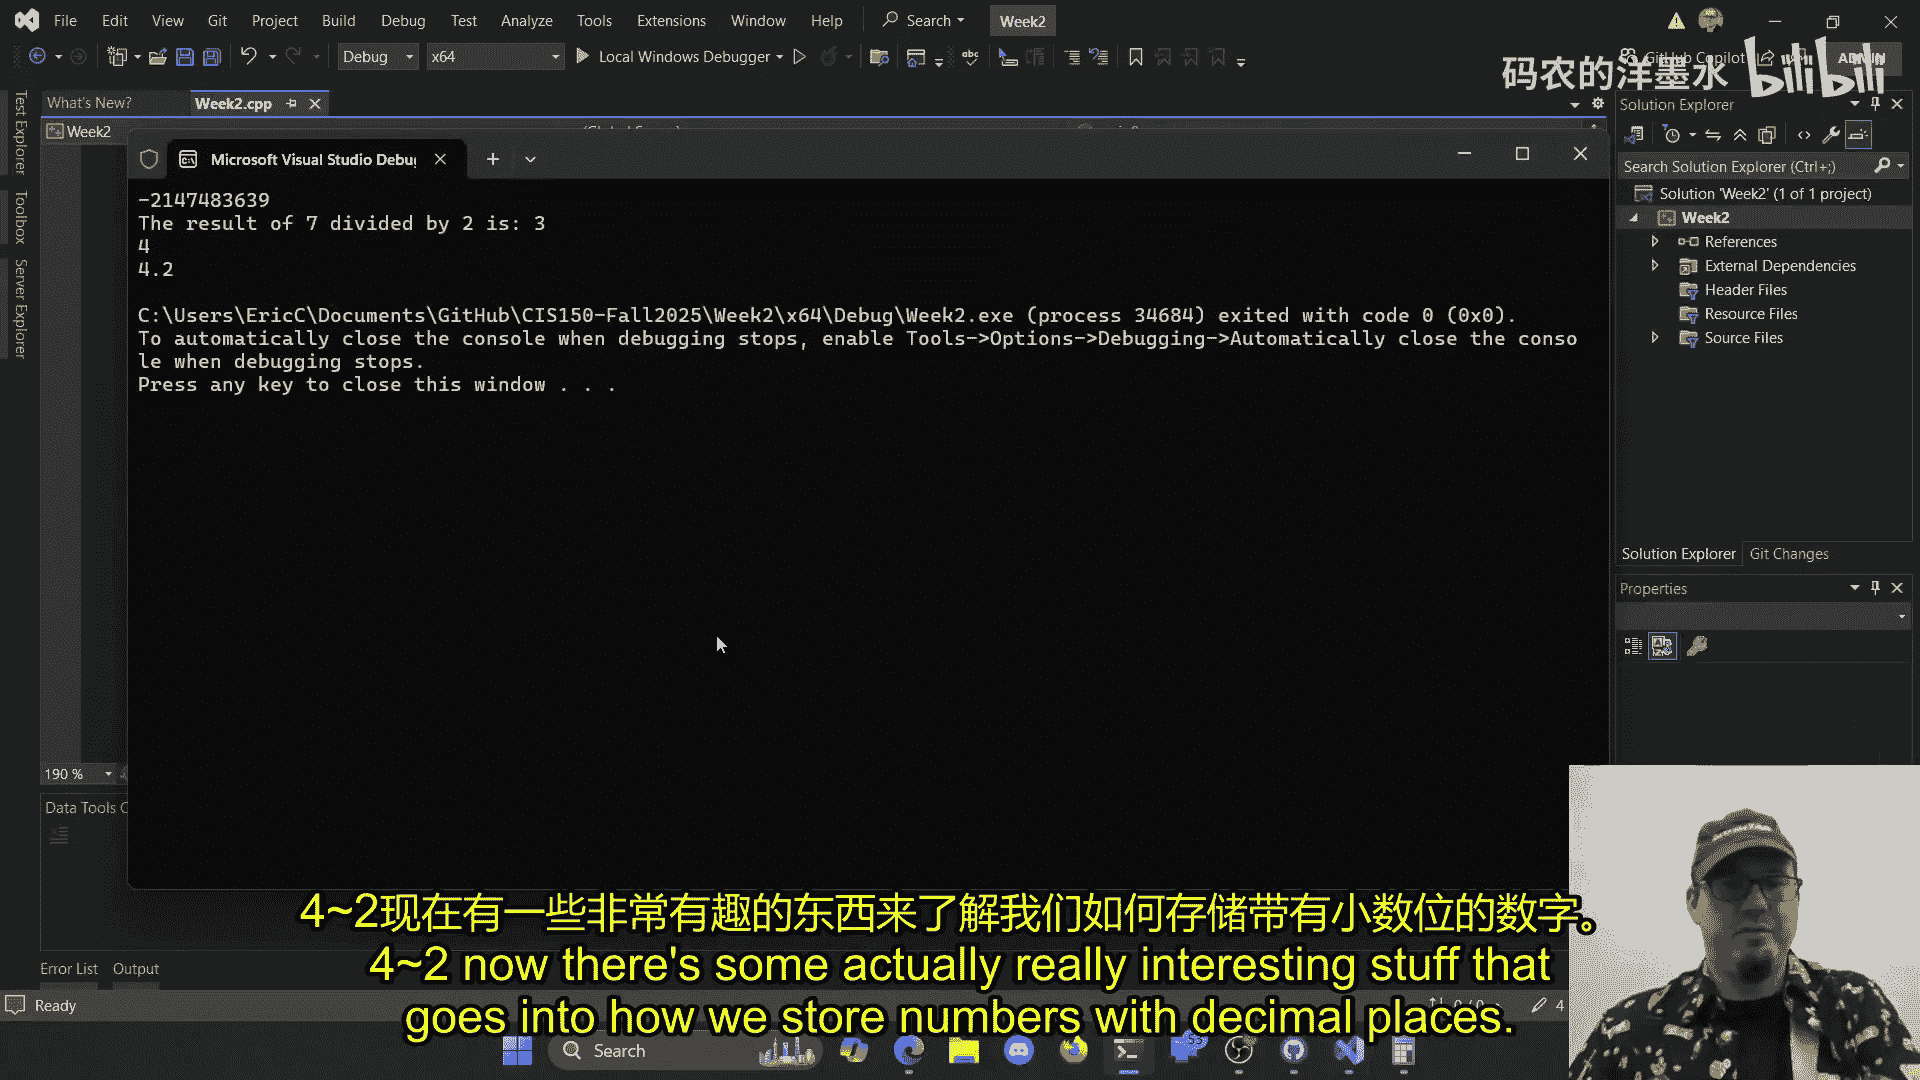 File Edit View Git Project Build Debug Test Analyze Tools Extensions Window Help Search Week2
Debug x64 Local Windows Debugger GitHub Copilot
码农的洋墨水 bilibili
What's New? Week2.cpp
Solution Explorer
Week2
Test Explorer
Toolbox
Server Explorer
Microsoft Visual Studio Debug
-2147483639
The result of 7 divided by 2 is: 3
4
4.2
C:\Users\EricC\Documents\GitHub\CIS150-Fall2025\Week2\x64\Debug\Week2.exe (process 34684) exited with code 0 (0x0).
To automatically close the console when debugging stops, enable Tools->Options->Debugging->Automatically close the conso
le when debugging stops.
Press any key to close this window . . .
Search Solution Explorer (Ctrl+;)
Solution 'Week2' (1 of 1 project)
Week2
References
External Dependencies
Header Files
Resource Files
Source Files
Solution Explorer Git Changes
Properties
190 %
Data Tools
4~2现在有一些非常有趣的东西来了解我们如何存储带有小数位的数字。
4~2 now there's some actually really interesting stuff that
goes into how we store numbers with decimal places.
Error List Output
Ready
4
Search